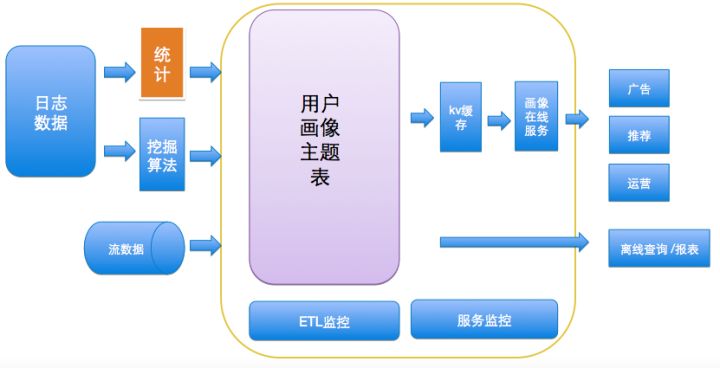 日志
数据
统
计
挖掘
算法
流数据
用户
画像
主题
表
kv缓
存
画像
在线
服务
广告
推荐
运营
离线查询 /报表
ETL监控
服务监控